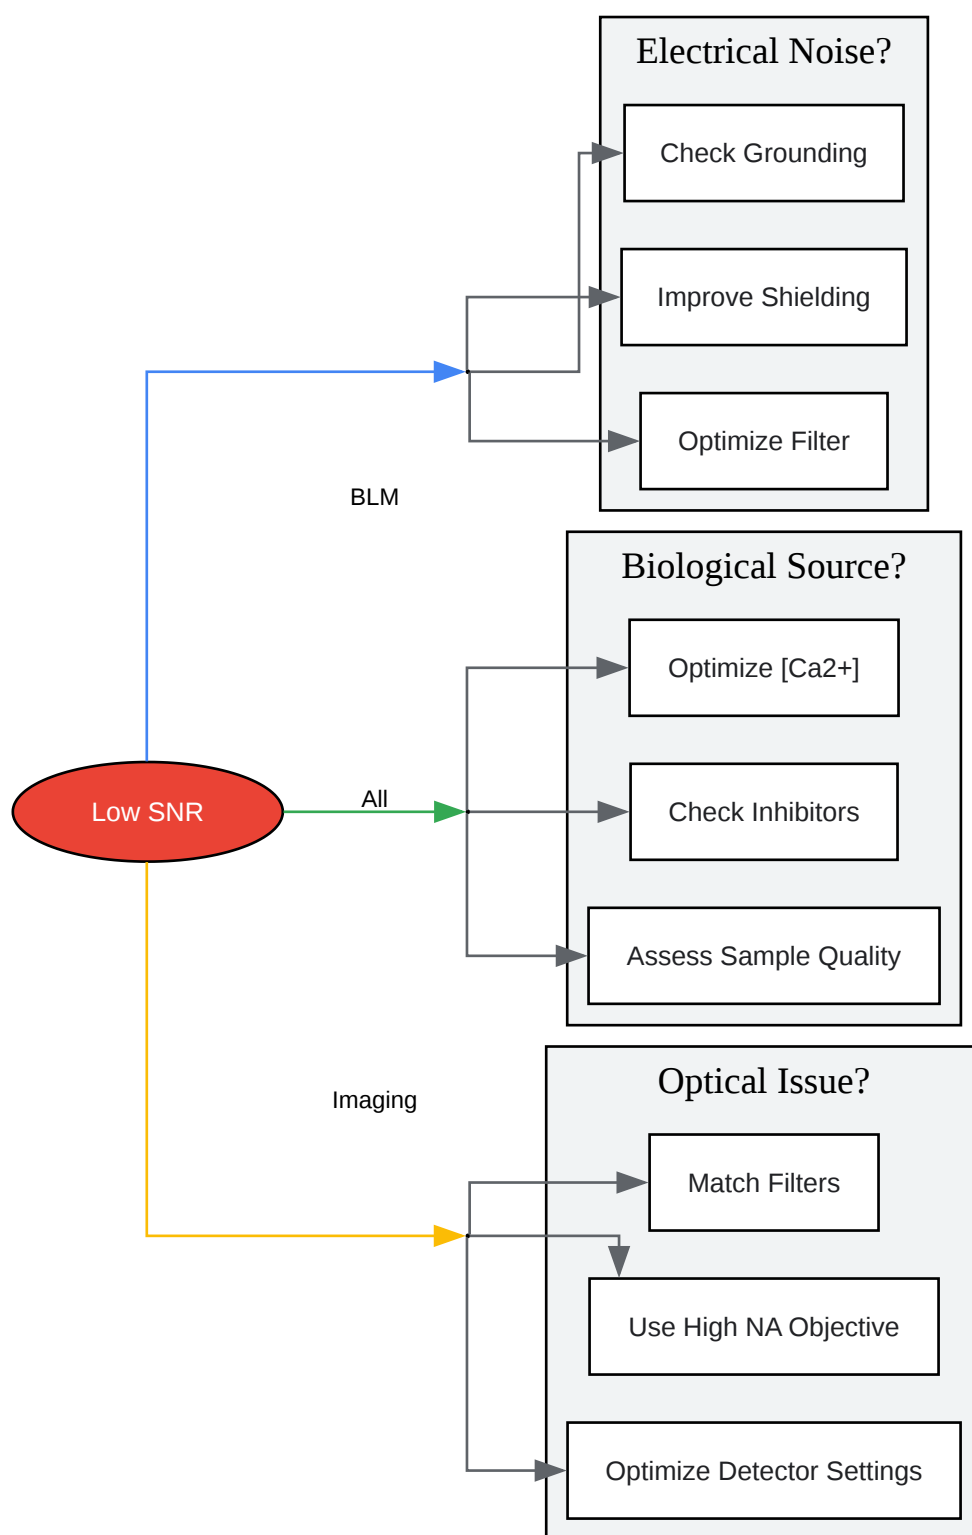 Electrical Noise?
Check Grounding
Improve Shielding
Optimize Filter
BLM
Biological Source?
Optimize [Ca2+]
Low SNR
All
Check Inhibitors
Assess Sample Quality
Imaging
Optical Issue?
Match Filters
Use High NA Objective
Optimize Detector Settings